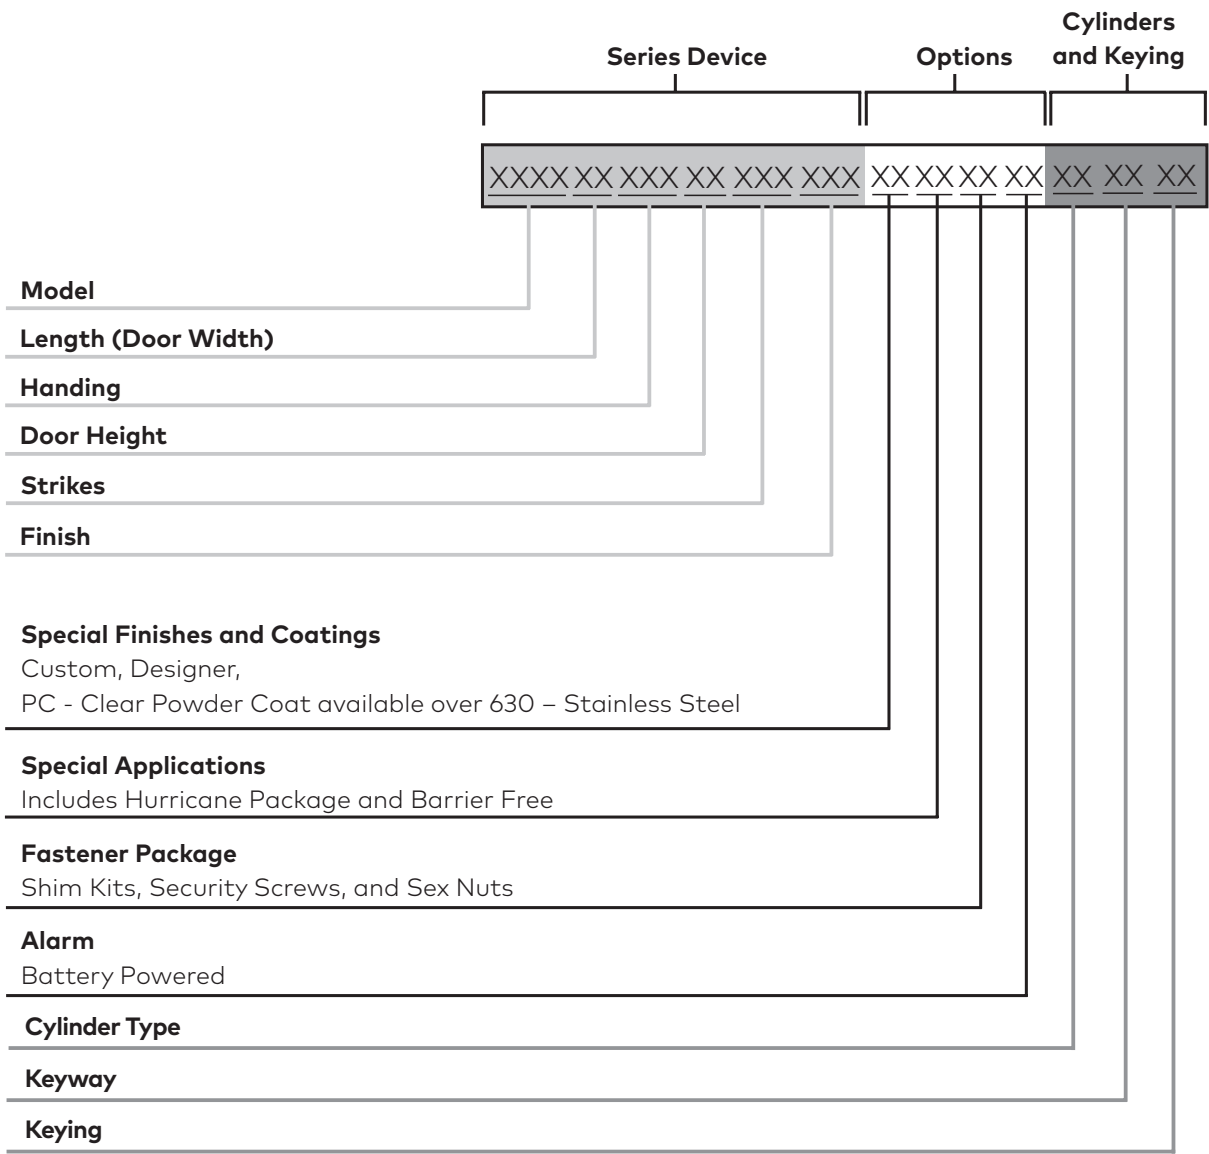 Cylinders
Series Device Options and Keying
XXXX XX XXX XX XXX XXX XX XX XX XX XX XX XX
Model
Length (Door Width)
Handing
Door Height
Strikes
Finish
Special Finishes and Coatings
Custom, Designer,
PC - Clear Powder Coat available over 630 – Stainless Steel
Special Applications
Includes Hurricane Package and Barrier Free
Fastener Package
Shim Kits, Security Screws, and Sex Nuts
Alarm
Battery Powered
Cylinder Type
Keyway
Keying